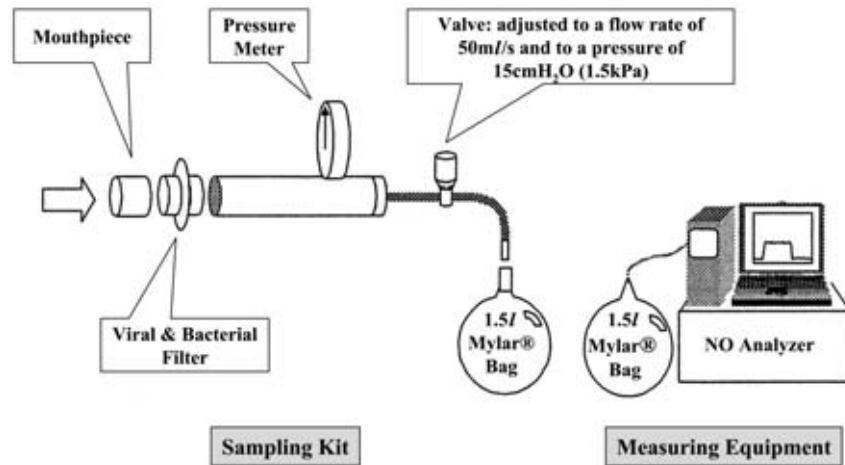 Mouthpiece
Pressure
Meter
Valve: adjusted to a flow rate of
50ml/s and to a pressure of
15cmH₂O (1.5kPa)
Viral & Bacterial
Filter
1.5l
Mylar®
Bag
1.5l
Mylar®
Bag
NO Analyzer
Sampling Kit
Measuring Equipment